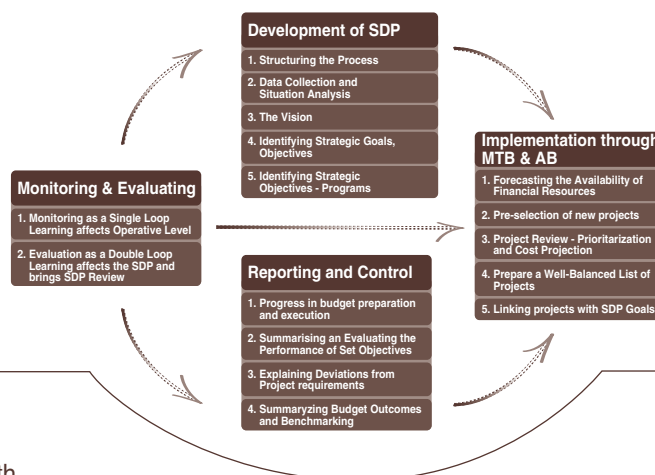 Development of SDP
1. Structuring the Process
2. Data Collection and
Situation Analysis
3. The Vision
4. Identifying Strategic Goals,
Objectives
5. Identifying Strategic
Objectives - Programs
Monitoring & Evaluating
1. Monitoring as a Single Loop
Learning affects Operative Level
2. Evaluation as a Double Loop
Learning affects the SDP and
brings SDP Review
Reporting and Control
1. Progress in budget preparation
and execution
2. Summarising an Evaluating the
Performance of Set Objectives
3. Explaining Deviations from
Project requirements
4. Summaryzing Budget Outcomes
and Benchmarking
Implementation through
MTB & AB
1. Forecasting the Availability of
Financial Resources
2. Pre-selection of new projects
3. Project Review - Prioritarization
and Cost Projection
4. Prepare a Well-Balanced List of
Projects
5. Linking projects with SDP Goals